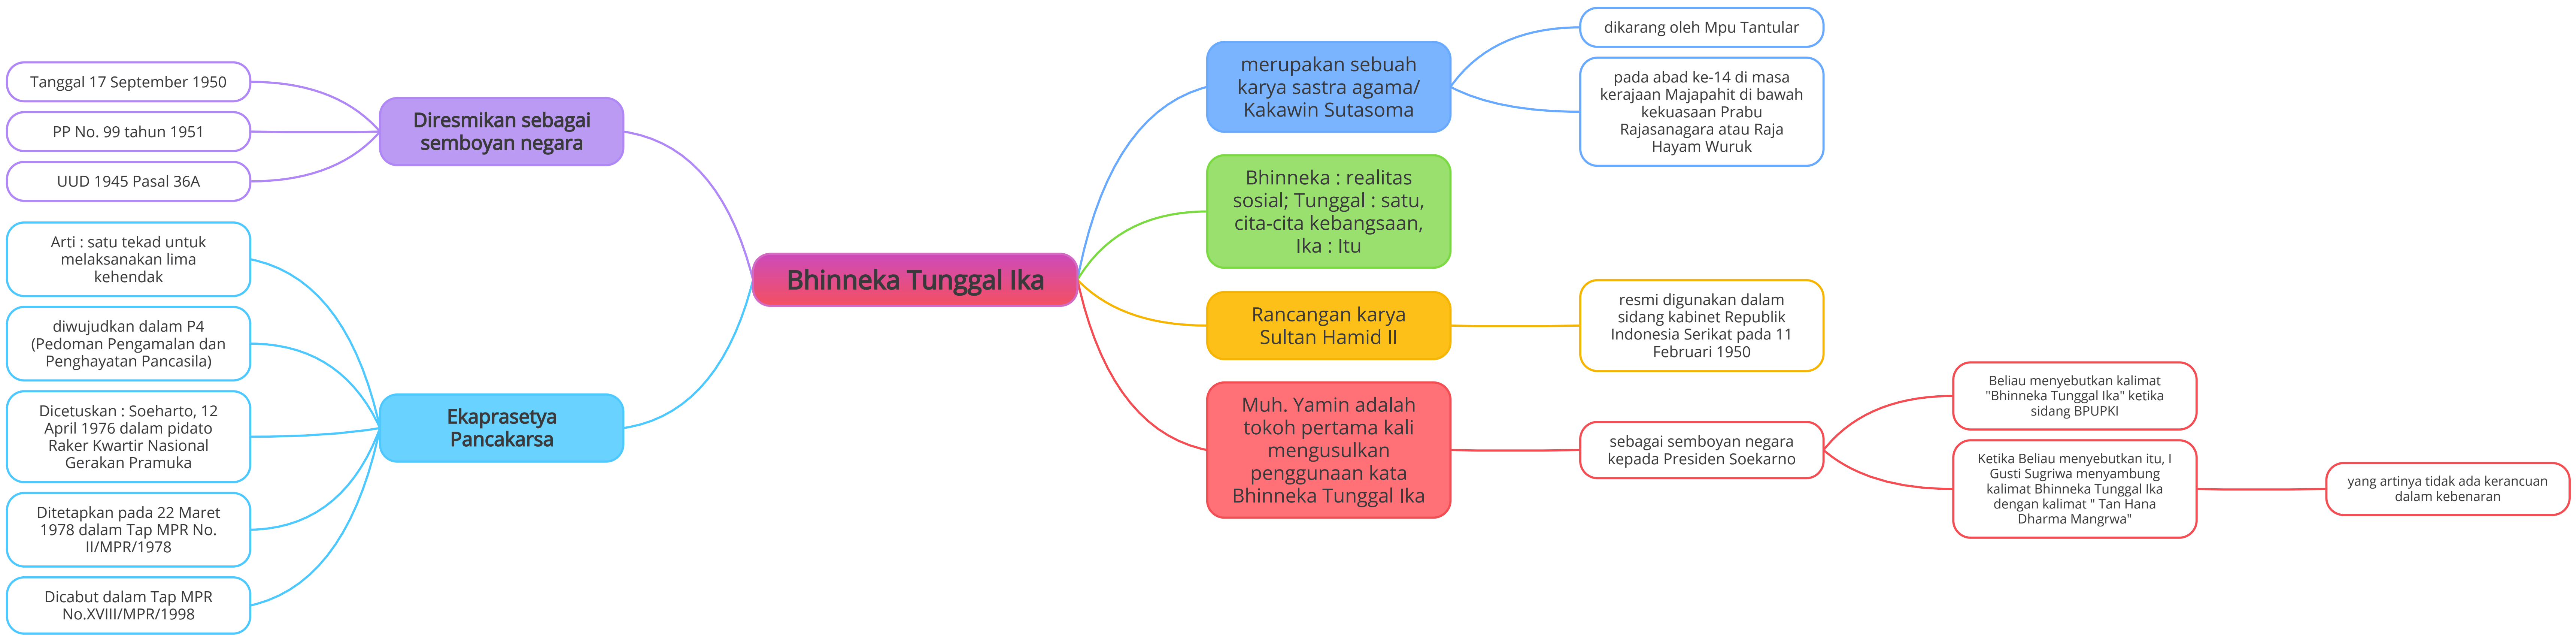 Bhinneka Tunggal Ika
merupakan sebuah
karya sastra agama/
Kakawin Sutasoma
dikarang oleh Mpu Tantular
pada abad ke-14 di masa
kerajaan Majapahit di bawah
kekuasaan Prabu
Rajasanagara atau Raja
Hayam Wuruk
Bhinneka : realitas
sosial; Tunggal : satu,
cita-cita kebangsaan,
Ika : Itu
Rancangan karya
Sultan Hamid II
resmi digunakan dalam
sidang kabinet Republik
Indonesia Serikat pada 11
Februari 1950
Muh. Yamin adalah
tokoh pertama kali
mengusulkan
penggunaan kata
Bhinneka Tunggal Ika
sebagai semboyan negara
kepada Presiden Soekarno
Beliau menyebutkan kalimat
"Bhinneka Tunggal Ika" ketika
sidang BPUPKI
Ketika Beliau menyebutkan itu, I
Gusti Sugriwa menyambung
kalimat Bhinneka Tunggal Ika
dengan kalimat " Tan Hana
Dharma Mangrwa"
yang artinya tidak ada kerancuan
dalam kebenaran
Diresmikan sebagai
semboyan negara
Tanggal 17 September 1950
PP No. 99 tahun 1951
UUD 1945 Pasal 36A
Ekaprasetya
Pancakarsa
Arti : satu tekad untuk
melaksanakan lima
kehendak
diwujudkan dalam P4
(Pedoman Pengamalan dan
Penghayatan Pancasila)
Dicetuskan : Soeharto, 12
April 1976 dalam pidato
Raker Kwartir Nasional
Gerakan Pramuka
Ditetapkan pada 22 Maret
1978 dalam Tap MPR No.
II/MPR/1978
Dicabut dalam Tap MPR
No.XVIII/MPR/1998